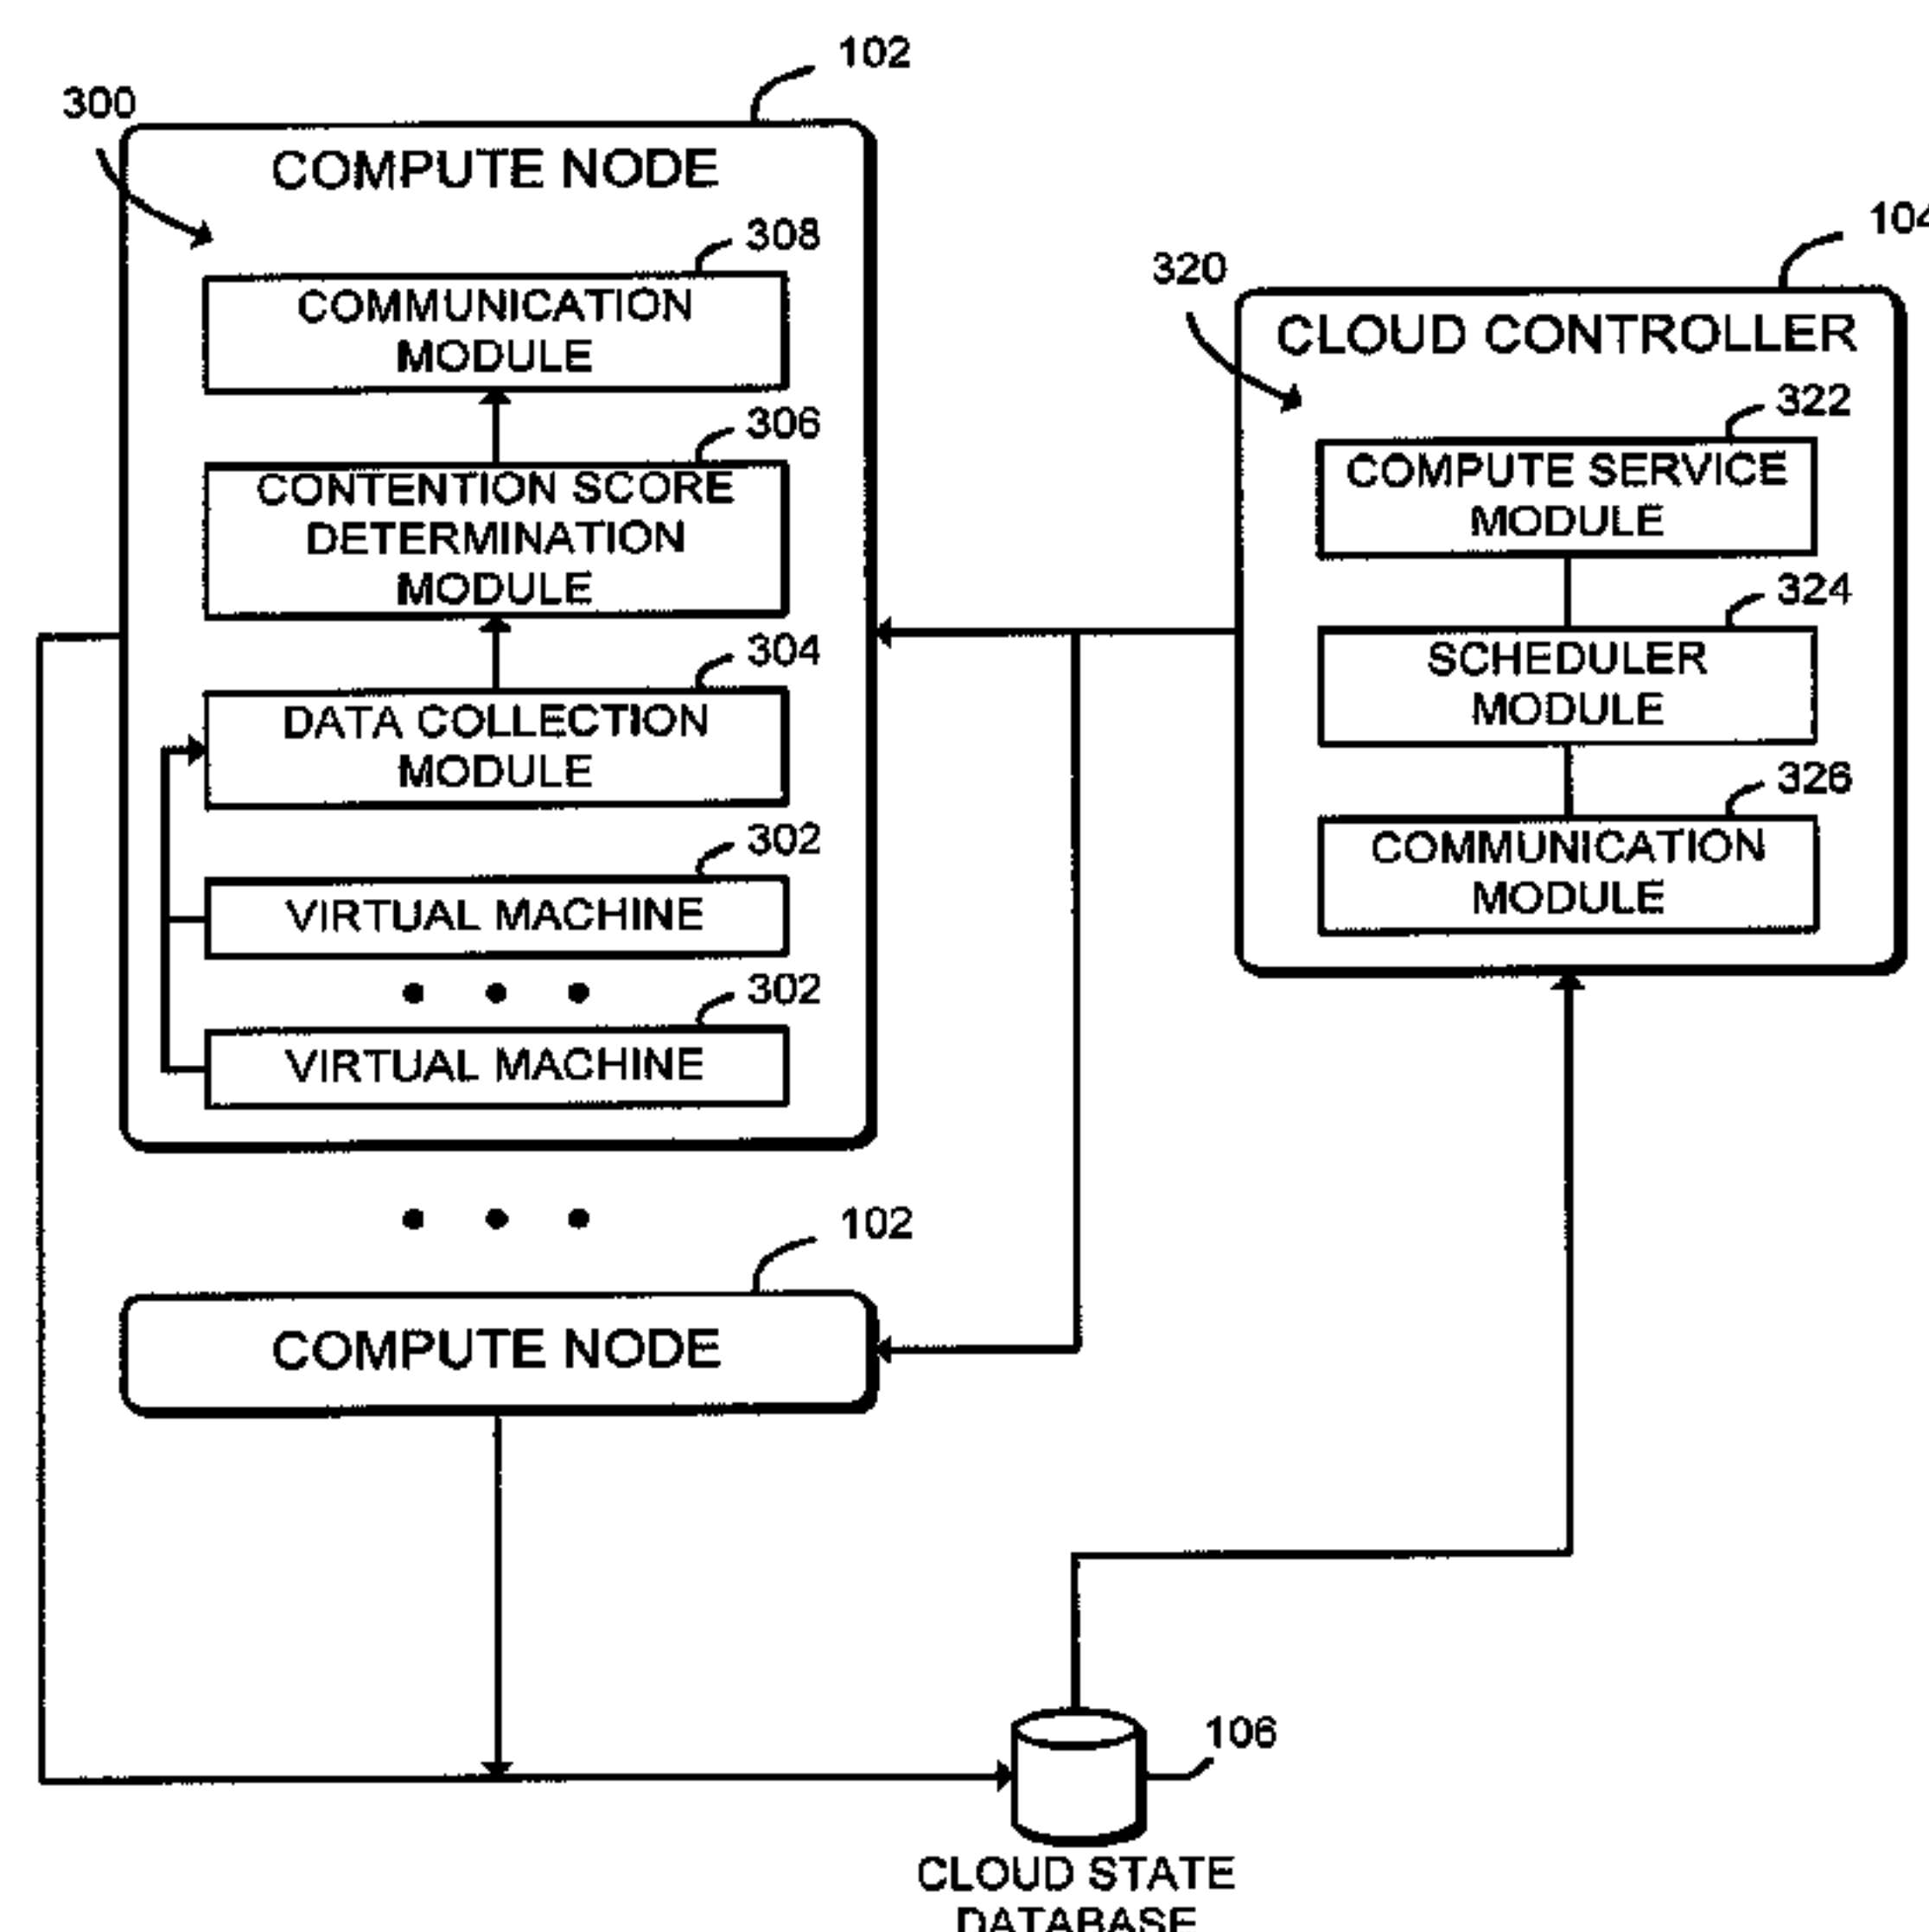 102
300
COMPUTE NODE
308
COMMUNICATION
MODULE
306
CONTENTION SCORE
DETERMINATION
MODULE
304
DATA COLLECTION
MODULE
302
VIRTUAL MACHINE
302
VIRTUAL MACHINE
102
COMPUTE NODE
104
320
CLOUD CONTROLLER
322
COMPUTE SERVICE
MODULE
324
SCHEDULER
MODULE
326
COMMUNICATION
MODULE
106
CLOUD STATE
DATABASE